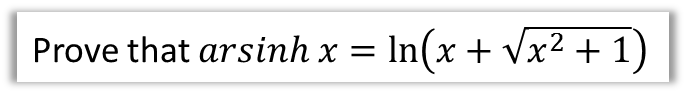 Prove that arsinh x = ln(x + √(x² + 1))